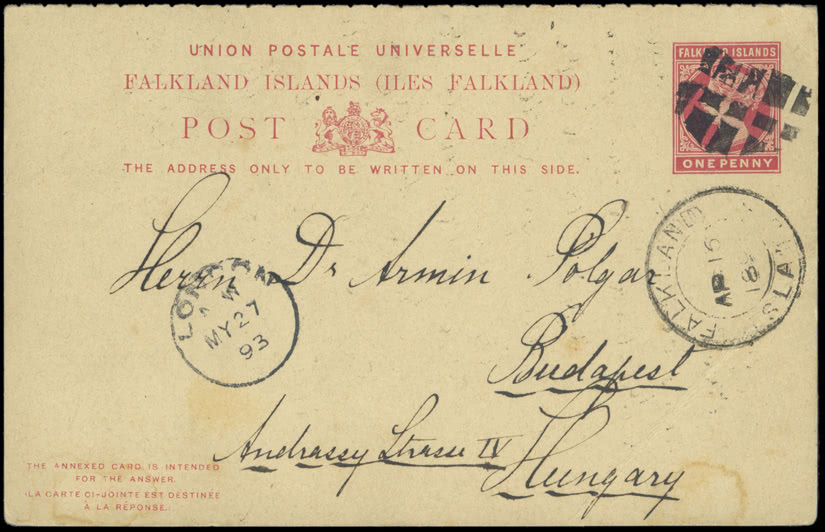 UNION POSTALE UNIVERSELLE
FALKLAND ISLANDS (ILES FALKLAND)
POST CARD
THE ADDRESS ONLY TO BE WRITTEN ON THIS SIDE.
FALKLAND ISLANDS
ONE PENNY
FALKLAND ISLA
AP 15
Herrn Dr Armin Polgar
LONDON
MY 27
93
Budapest
Andrassy Strasse IV
Hungary
THE ANNEXED CARD IS INTENDED
FOR THE ANSWER.
LA CARTE CI-JOINTE EST DESTINÉE
À LA RÉPONSE.